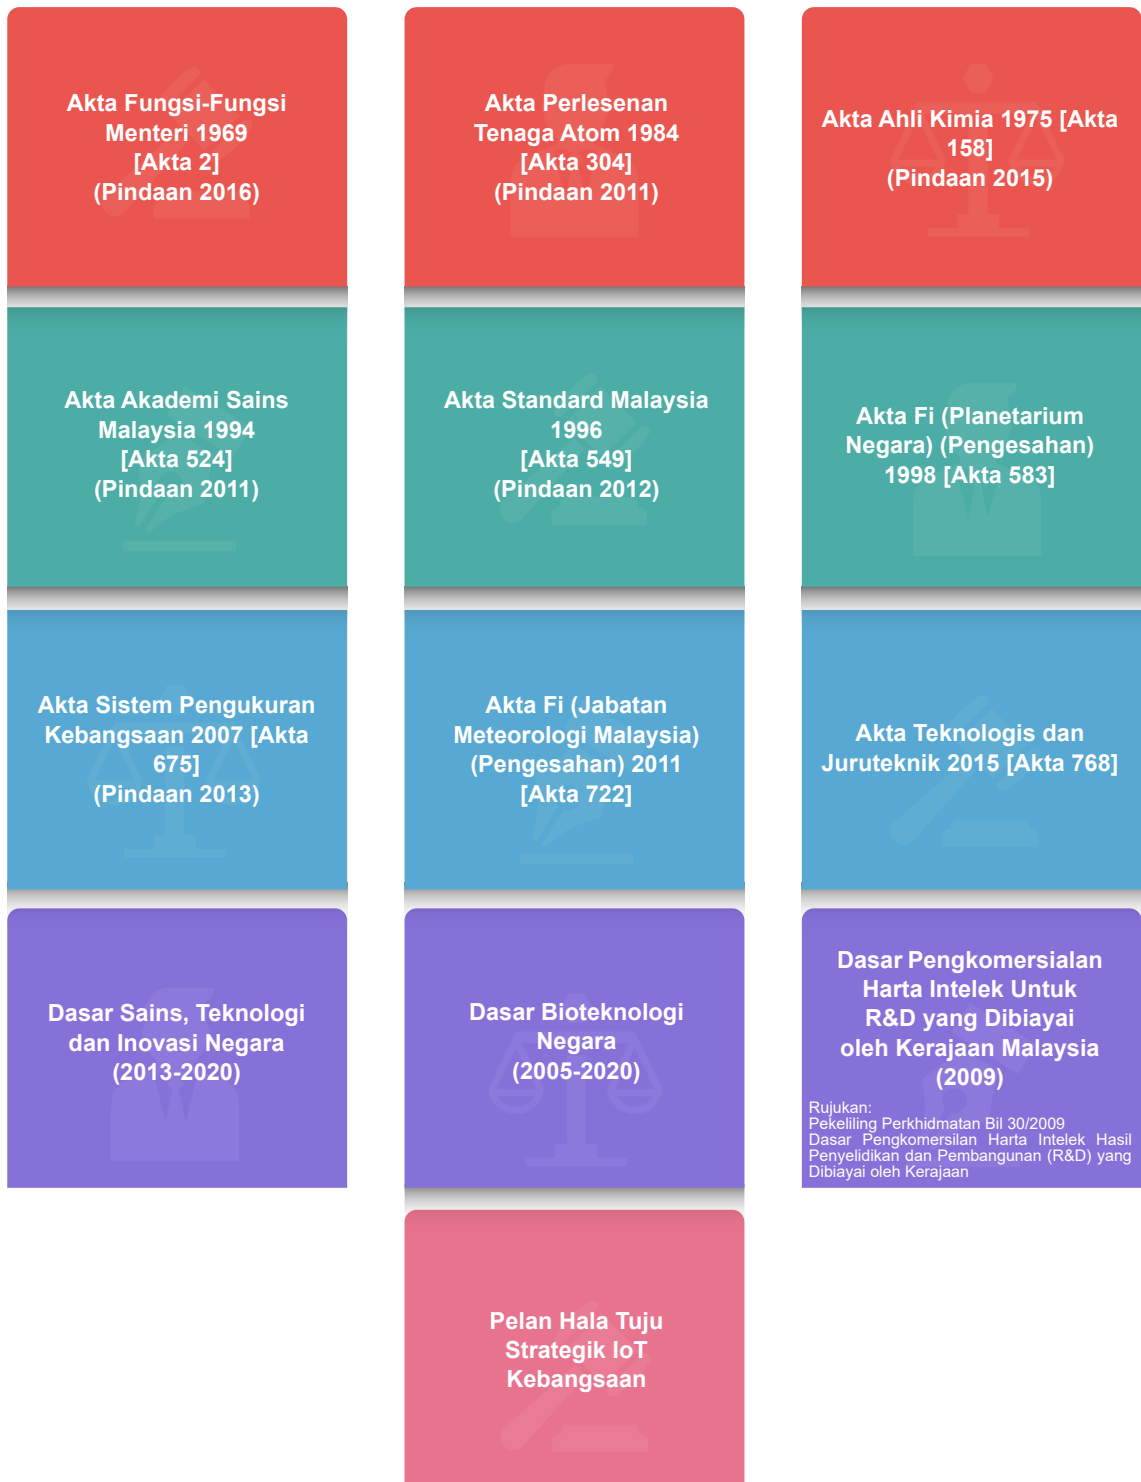 Akta Fungsi-Fungsi
Menteri 1969
[Akta 2]
(Pindaan 2016)
Akta Perlesenan
Tenaga Atom 1984
[Akta 304]
(Pindaan 2011)
Akta Ahli Kimia 1975 [Akta
158]
(Pindaan 2015)
Akta Akademi Sains
Malaysia 1994
[Akta 524]
(Pindaan 2011)
Akta Standard Malaysia
1996
[Akta 549]
(Pindaan 2012)
Akta Fi (Planetarium
Negara) (Pengesahan)
1998 [Akta 583]
Akta Sistem Pengukuran
Kebangsaan 2007 [Akta
675]
(Pindaan 2013)
Akta Fi (Jabatan
Meteorologi Malaysia)
(Pengesahan) 2011
[Akta 722]
Akta Teknologis dan
Juruteknik 2015 [Akta 768]
Dasar Sains, Teknologi
dan Inovasi Negara
(2013-2020)
Dasar Bioteknologi
Negara
(2005-2020)
Dasar Pengkomersialan
Harta Intelek Untuk
R&D yang Dibiayai
oleh Kerajaan Malaysia
(2009)
Rujukan:
Pekeliling Perkhidmatan Bil 30/2009
Dasar Pengkomersilan Harta Intelek Hasil
Penyelidikan dan Pembangunan (R&D) yang
Dibiayai oleh Kerajaan
Pelan Hala Tuju
Strategik IoT
Kebangsaan